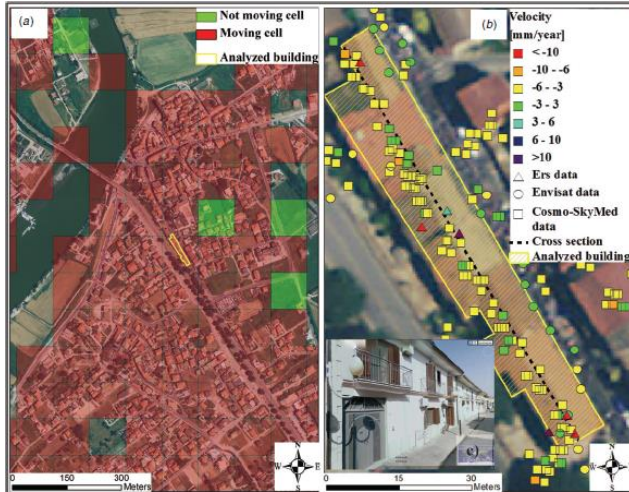 (a)
Not moving cell
Moving cell
Analyzed building
0
150
300
Meters
N
W
E
S
(b)
Velocity
[mm/year]
< -10
-10 - -6
-6 - -3
-3 - 3
3 - 6
6 - 10
>10
Ers data
Envisat data
Cosmo-SkyMed
data
Cross section
Analyzed building
0
15
30
Meters
N
W
E
S